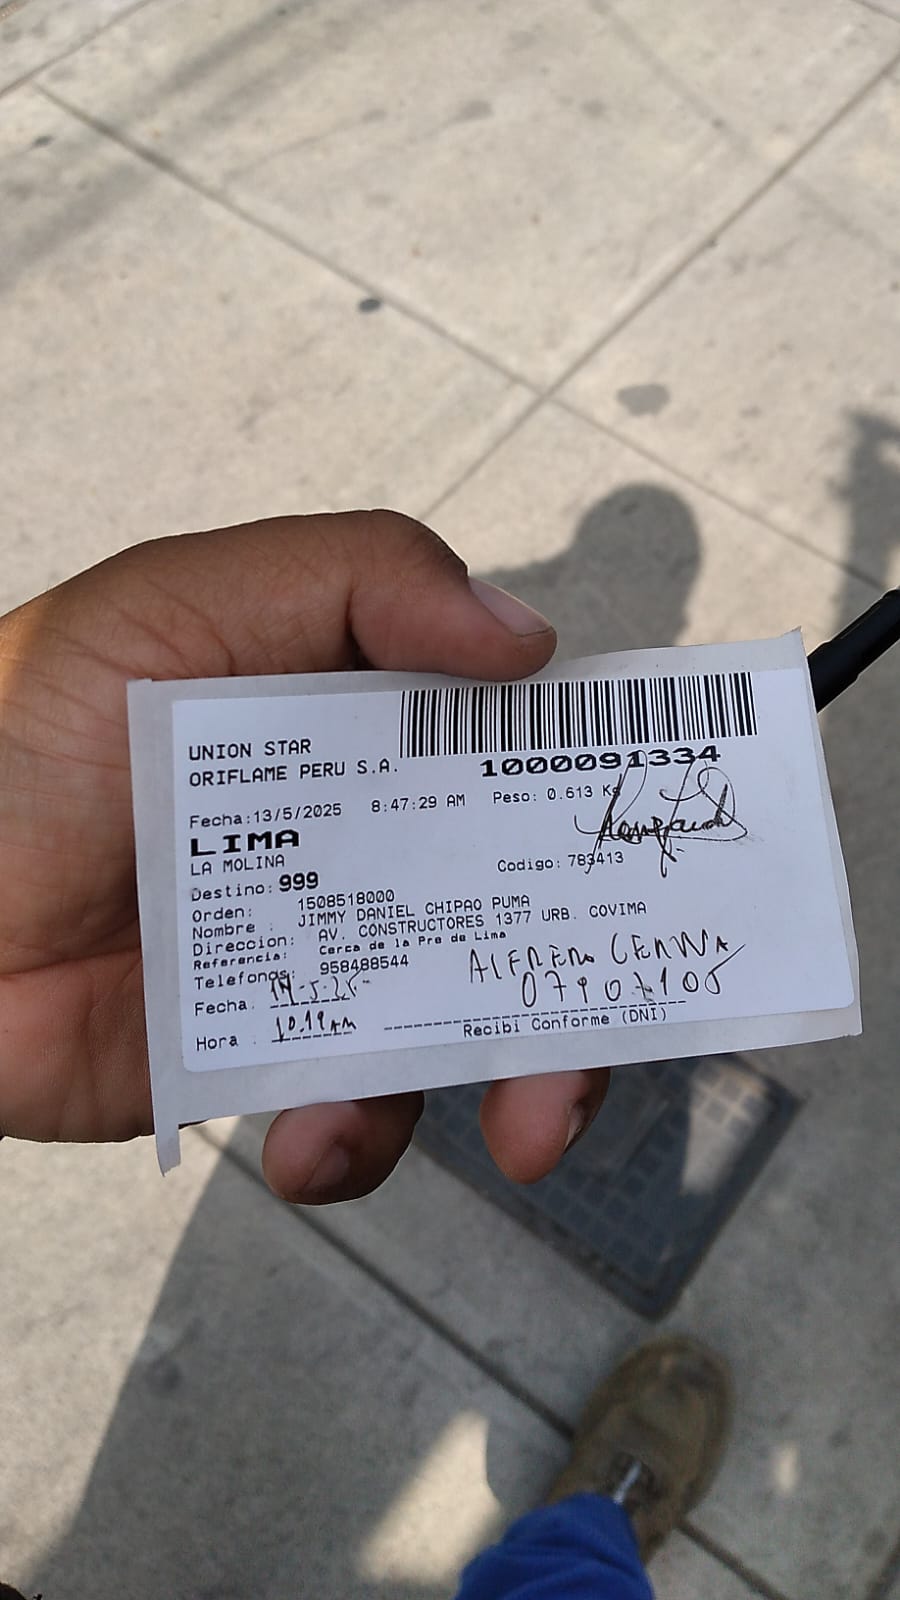 UNION STAR
ORIFLAME PERU S.A.
1000091334
Fecha:13/5/2025 8:47:29 AM Peso: 0.613 Kg
LIMA
LA MOLINA
Codigo: 783413
Destino: 999
Orden: 1508518000
Nombre : JIMMY DANIEL CHIPAO PUMA
Direccion: AV. CONSTRUCTORES 1377 URB. COVIMA
Referencia: Cerca de la Pre de Lima
Telefonos: 958488544
Fecha: 14-5-25-
Hora : 10.19 AM
Recibi Conforme (DNI)